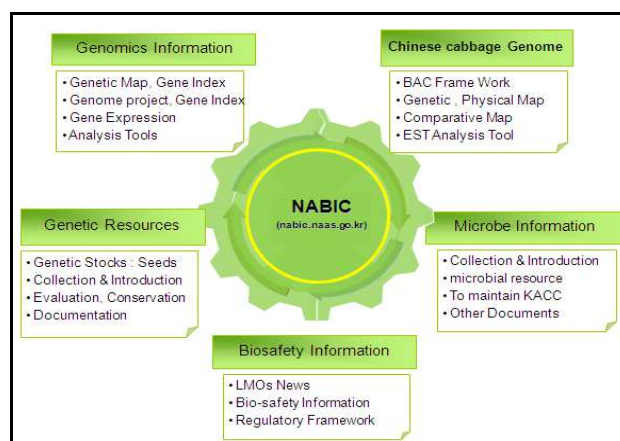 Genomics Information
• Genetic Map, Gene Index
• Genome project, Gene Index
• Gene Expression
• Analysis Tools
Chinese cabbage Genome
• BAC Frame Work
• Genetic , Physical Map
• Comparative Map
• EST Analysis Tool
NABIC
(nabic.naas.go.kr)
Genetic Resources
• Genetic Stocks : Seeds
• Collection & Introduction
• Evaluation, Conservation
• Documentation
Microbe Information
• Collection & Introduction
• microbial resource
• To maintain KACC
• Other Documents
Biosafety Information
• LMOs News
• Bio-safety Information
• Regulatory Framework